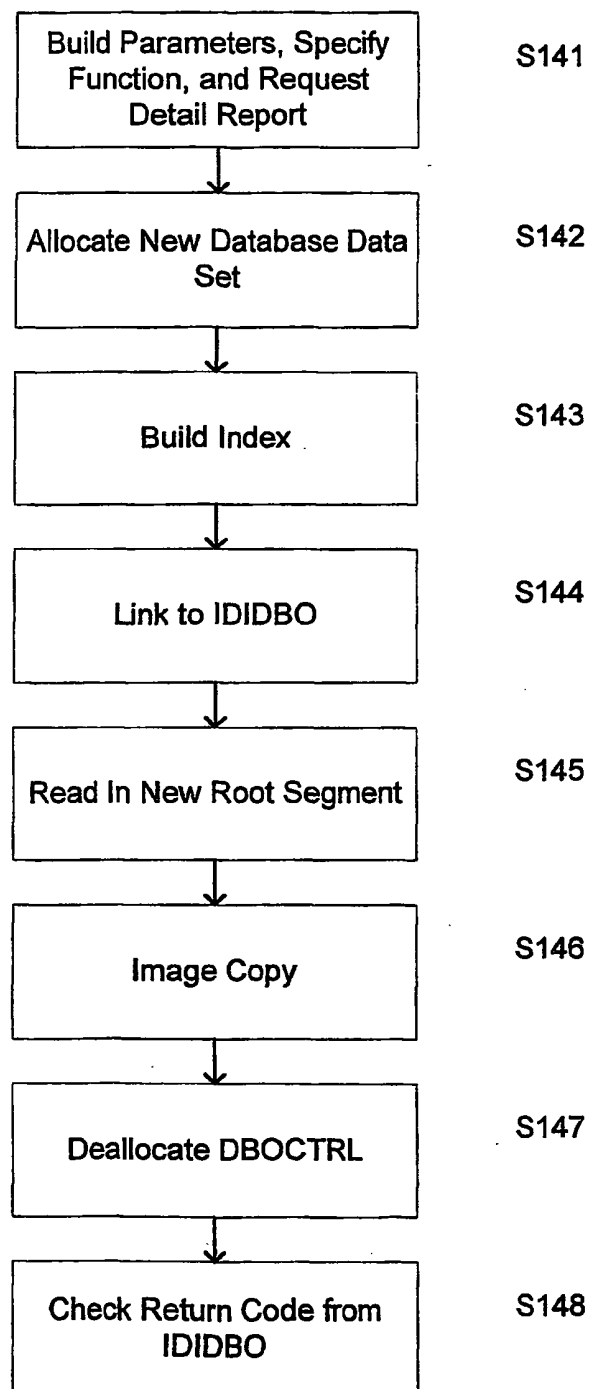 Build Parameters, Specify
Function, and Request
Detail Report
S141
Allocate New Database Data
Set
S142
Build Index
S143
Link to IDIDBO
S144
Read In New Root Segment
S145
Image Copy
S146
Deallocate DBOCTRL
S147
Check Return Code from
IDIDBO
S148